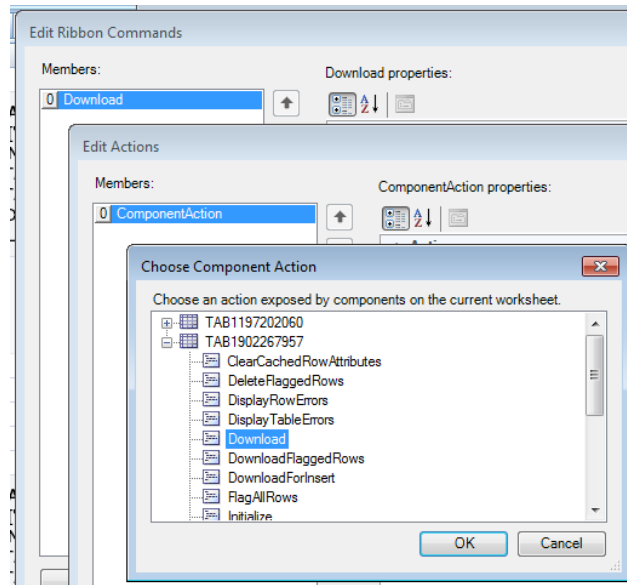 Edit Ribbon Commands
Members:
Download properties:
0 Download
Edit Actions
Members:
ComponentAction properties:
0 ComponentAction
Choose Component Action
Choose an action exposed by components on the current worksheet.
TAB1197202060
TAB1902267957
ClearCachedRowAttributes
DeleteFlaggedRows
DisplayRowErrors
DisplayTableErrors
Download
DownloadFlaggedRows
DownloadForInsert
FlagAllRows
Initialize
OK Cancel